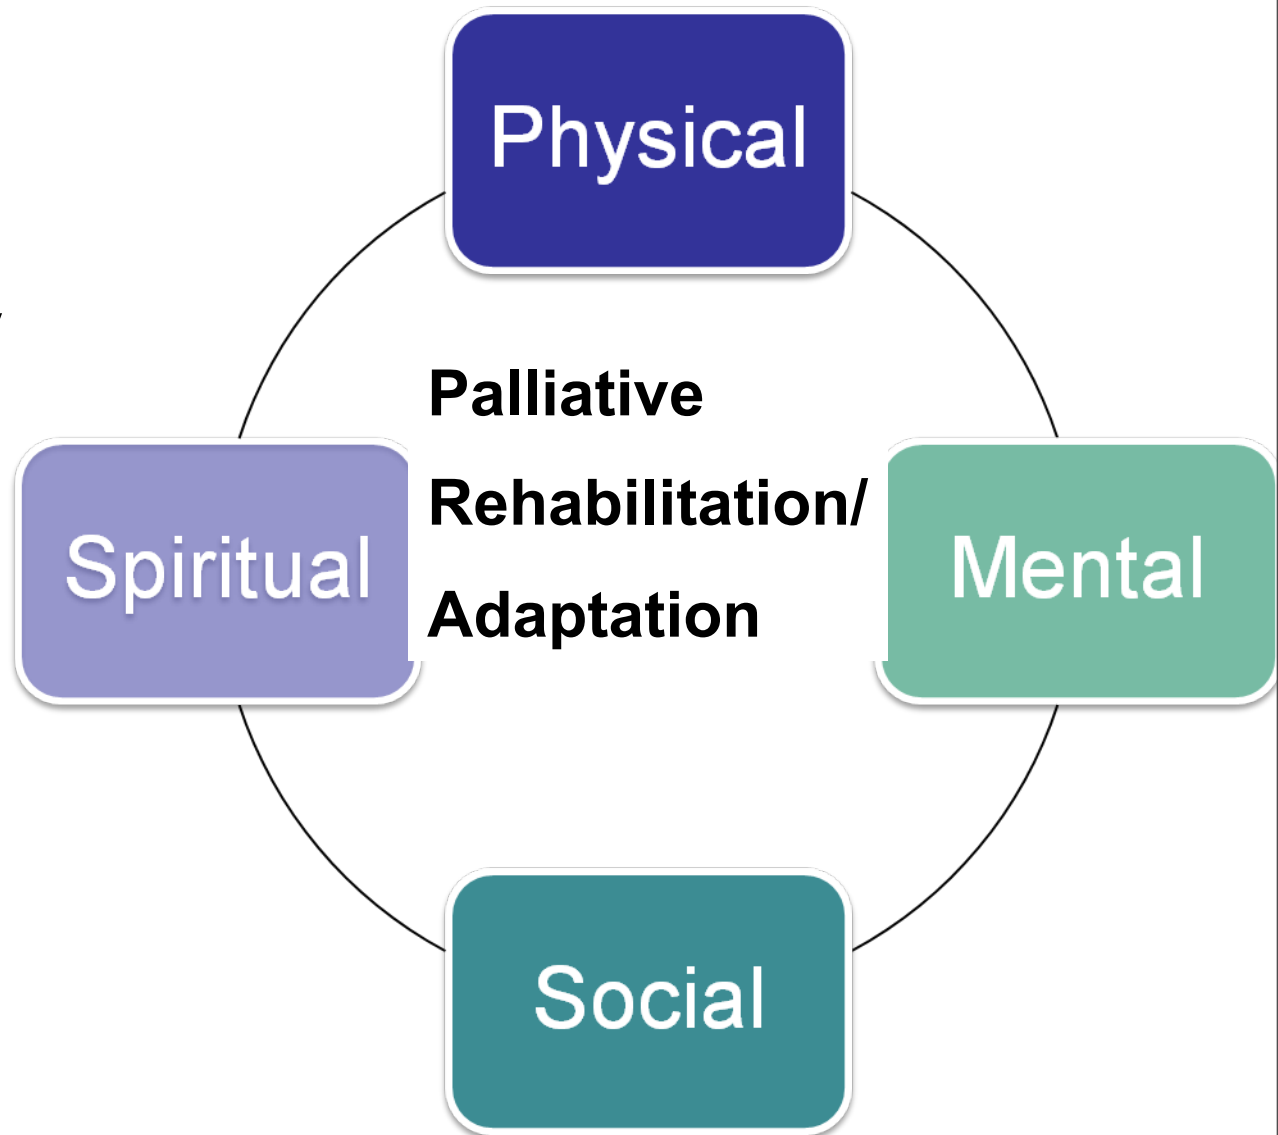 Physical
Palliative
Rehabilitation/
Adaptation
Spiritual
Mental
Social